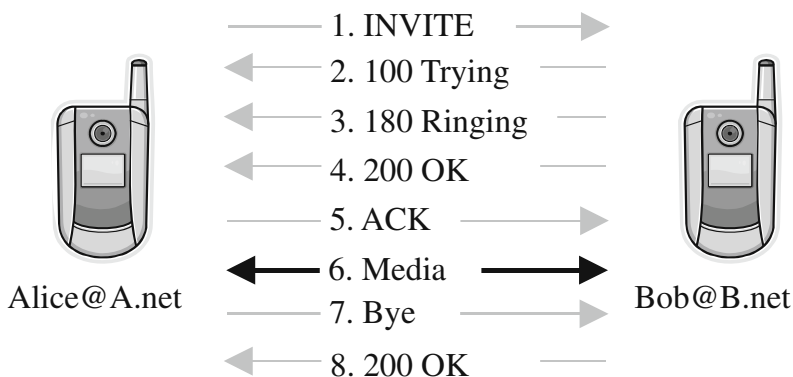 1. INVITE
2. 100 Trying
3. 180 Ringing
4. 200 OK
5. ACK
6. Media
Alice@A.net
Bob@B.net
7. Bye
8. 200 OK